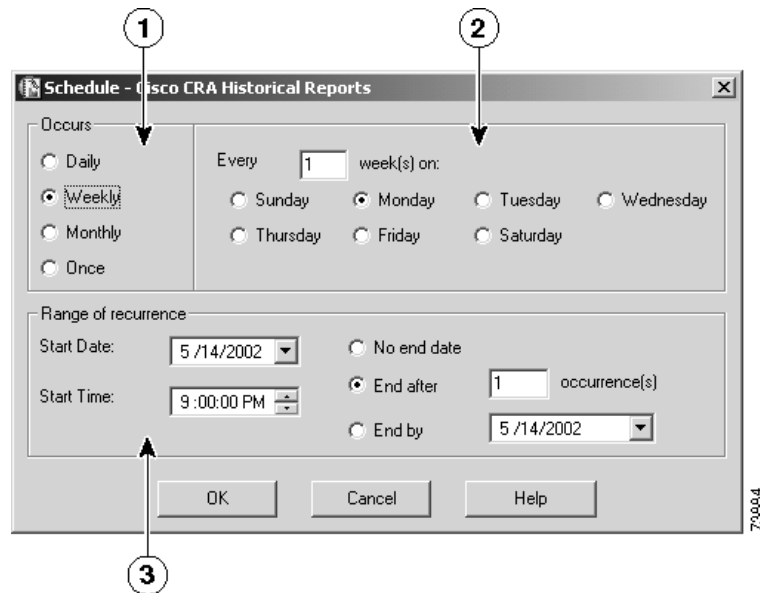 1
2
Schedule - Cisco CRA Historical Reports
Occurs
Daily
Weekly
Monthly
Once
Every 1 week(s) on:
Sunday Monday Tuesday Wednesday
Thursday Friday Saturday
Range of recurrence
Start Date: 5 /14/2002
Start Time: 9 :00:00 PM
No end date
End after 1 occurrence(s)
End by 5 /14/2002
OK Cancel Help
73884
3